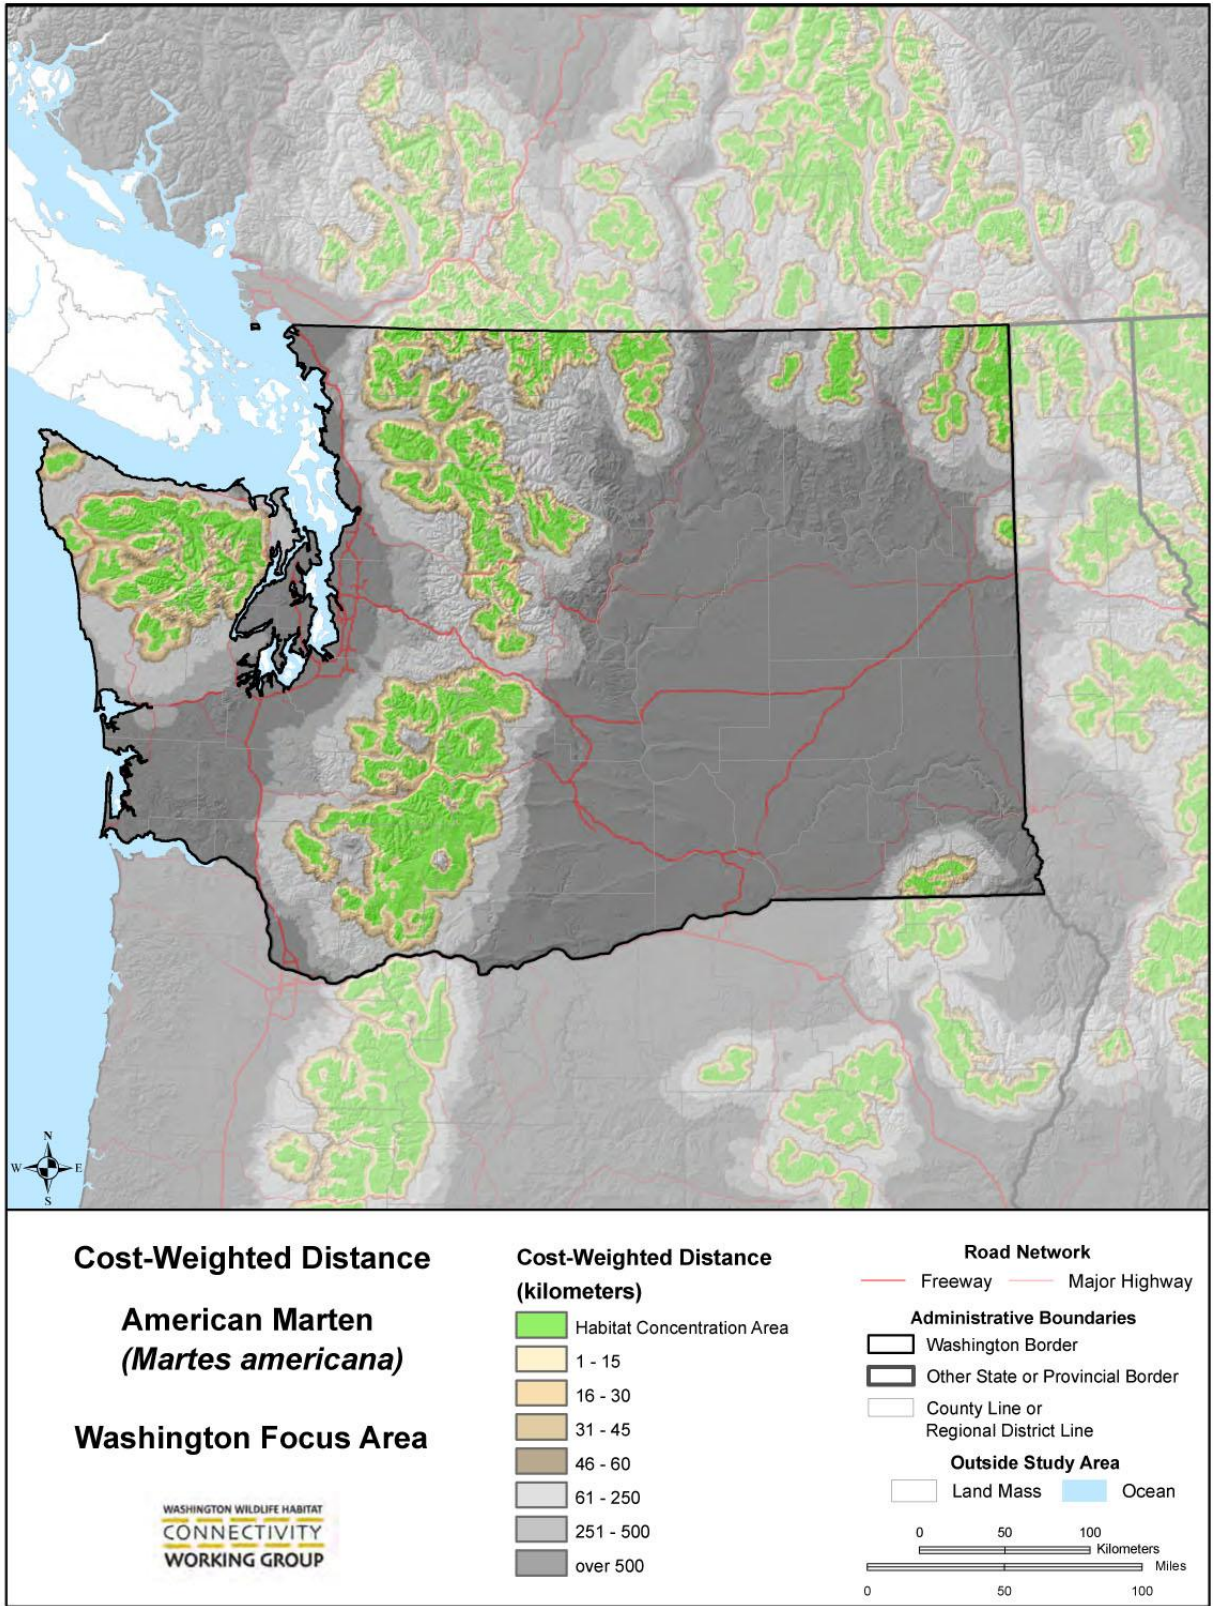 N
W E
S
Cost-Weighted Distance
American Marten
(Martes americana)
Washington Focus Area
WASHINGTON WILDLIFE HABITAT
CONNECTIVITY
WORKING GROUP
Cost-Weighted Distance
(kilometers)
Habitat Concentration Area
1 - 15
16 - 30
31 - 45
46 - 60
61 - 250
251 - 500
over 500
Road Network
Freeway Major Highway
Administrative Boundaries
Washington Border
Other State or Provincial Border
County Line or
Regional District Line
Outside Study Area
Land Mass Ocean
0 50 100
Kilometers
Miles
0 50 100